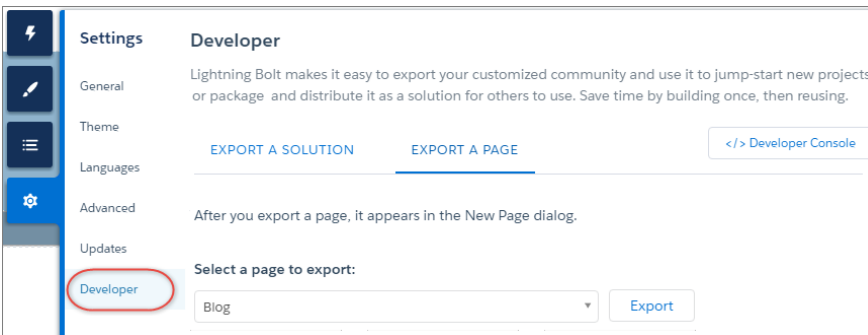 Settings
General
Theme
Languages
Advanced
Updates
Developer
Developer
Lightning Bolt makes it easy to export your customized community and use it to jump-start new projects
or package and distribute it as a solution for others to use. Save time by building once, then reusing.
EXPORT A SOLUTION EXPORT A PAGE
</> Developer Console
After you export a page, it appears in the New Page dialog.
Select a page to export:
Blog
Export